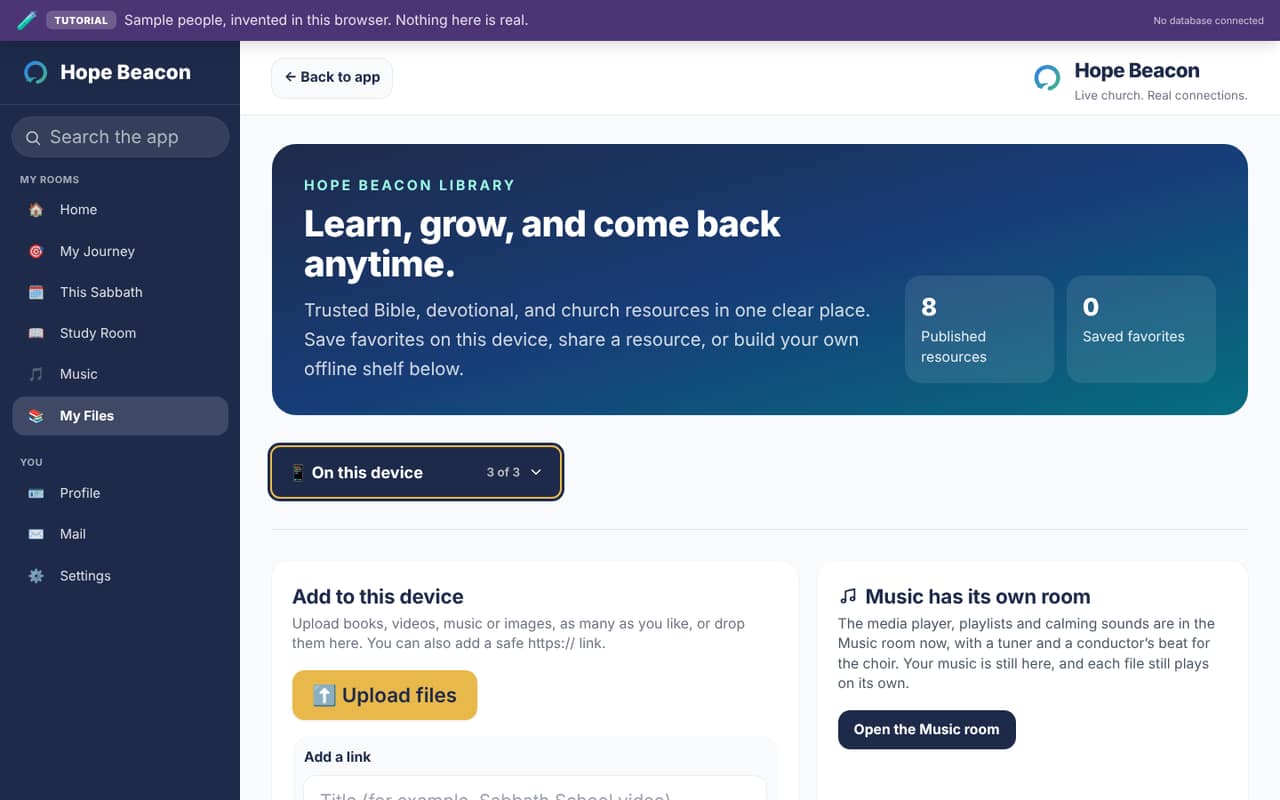 TUTORIAL Sample people, invented in this browser. Nothing here is real.
No database connected
Hope Beacon
Search the app
MY ROOMS
Home
My Journey
This Sabbath
Study Room
Music
My Files
YOU
Profile
Mail
Settings
← Back to app
Hope Beacon
Live church. Real connections.
HOPE BEACON LIBRARY
Learn, grow, and come back
anytime.
Trusted Bible, devotional, and church resources in one clear place.
Save favorites on this device, share a resource, or build your own
offline shelf below.
8
Published
resources
0
Saved favorites
On this device 3 of 3
Add to this device
Upload books, videos, music or images, as many as you like, or drop
them here. You can also add a safe https:// link.
Upload files
Add a link
Title (for example, Sabbath School video)
Music has its own room
The media player, playlists and calming sounds are in the
Music room now, with a tuner and a conductor’s beat for
the choir. Your music is still here, and each file still plays
on its own.
Open the Music room